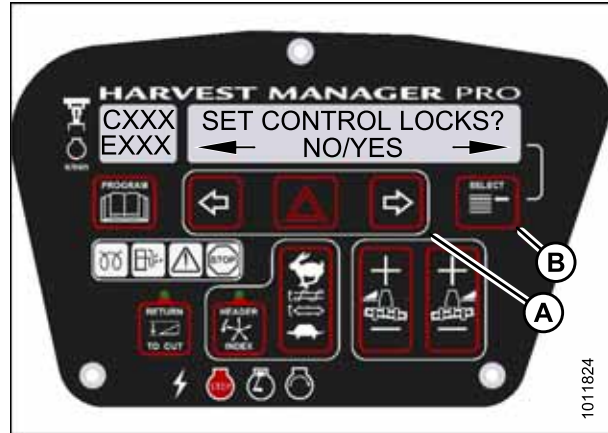 HARVEST MANAGER PRO
CXXX
EXXX
SET CONTROL LOCKS?
NO/YES
PROGRAM
SELECT
B
STOP
A
RETURN
TO CUT
HEADER
INDEX
STOP
1011824